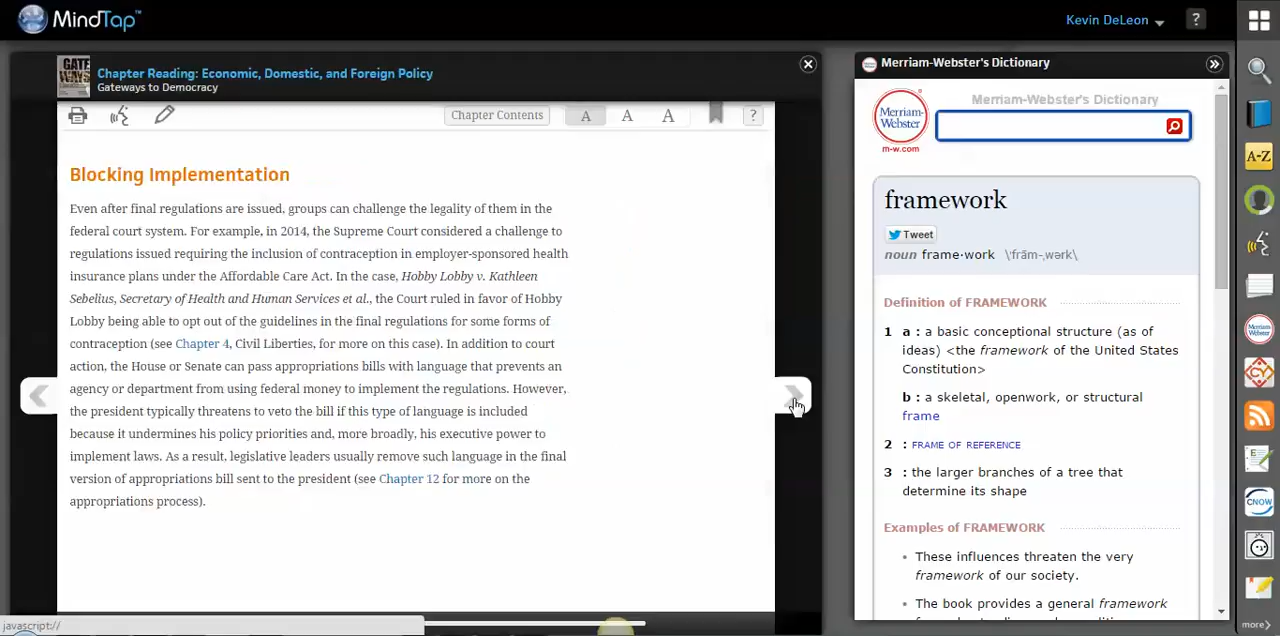 MindTap™
Kevin DeLeon
?
GATE
WAYS
Chapter Reading: Economic, Domestic, and Foreign Policy
Gateways to Democracy
Chapter Contents
A
A
A
?
Blocking Implementation
Even after final regulations are issued, groups can challenge the legality of them in the
federal court system. For example, in 2014, the Supreme Court considered a challenge to
regulations issued requiring the inclusion of contraception in employer-sponsored health
insurance plans under the Affordable Care Act. In the case, Hobby Lobby v. Kathleen
Sebelius, Secretary of Health and Human Services et al., the Court ruled in favor of Hobby
Lobby being able to opt out of the guidelines in the final regulations for some forms of
contraception (see Chapter 4, Civil Liberties, for more on this case). In addition to court
action, the House or Senate can pass appropriations bills with language that prevents an
agency or department from using federal money to implement the regulations. However,
the president typically threatens to veto the bill if this type of language is included
because it undermines his policy priorities and, more broadly, his executive power to
implement laws. As a result, legislative leaders usually remove such language in the final
version of appropriations bill sent to the president (see Chapter 12 for more on the
appropriations process).
javascript://
Merriam-Webster's Dictionary
Merriam-Webster's Dictionary
Merriam-
Webster
m-w.com
framework
Tweet
noun frame·work \ˈfrām-ˌwərk\
Definition of FRAMEWORK
1 a : a basic conceptual structure (as of
ideas) <the framework of the United States
Constitution>
b : a skeletal, openwork, or structural
frame
2 : FRAME OF REFERENCE
3 : the larger branches of a tree that
determine its shape
Examples of FRAMEWORK
These influences threaten the very
framework of our society.
The book provides a general framework
A-Z
Merriam
Webster
CY
E
CNOW
more